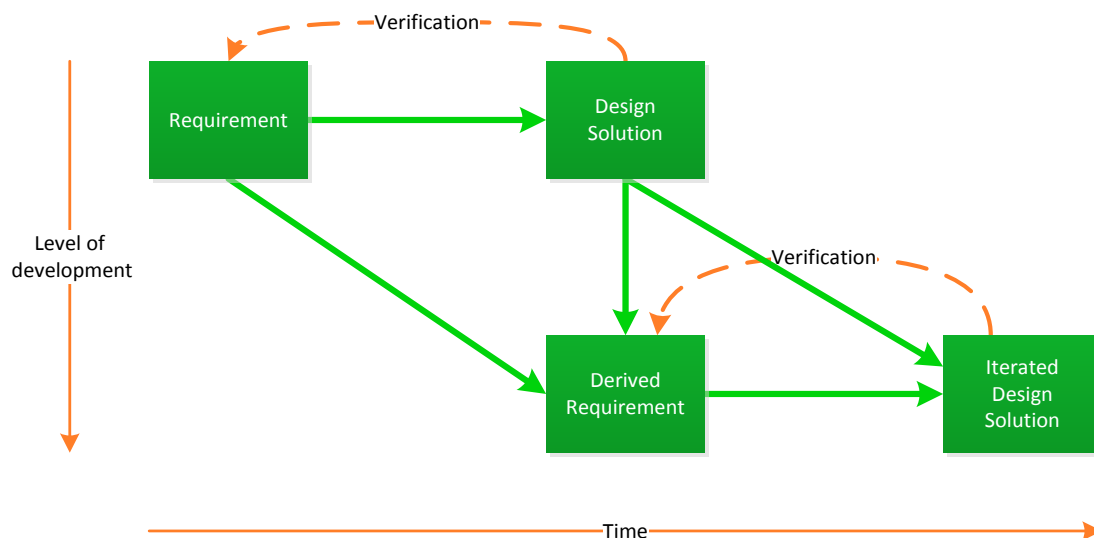 Verification
Requirement
Design
Solution
Level of
development
Verification
Derived
Requirement
Iterated
Design
Solution
Time